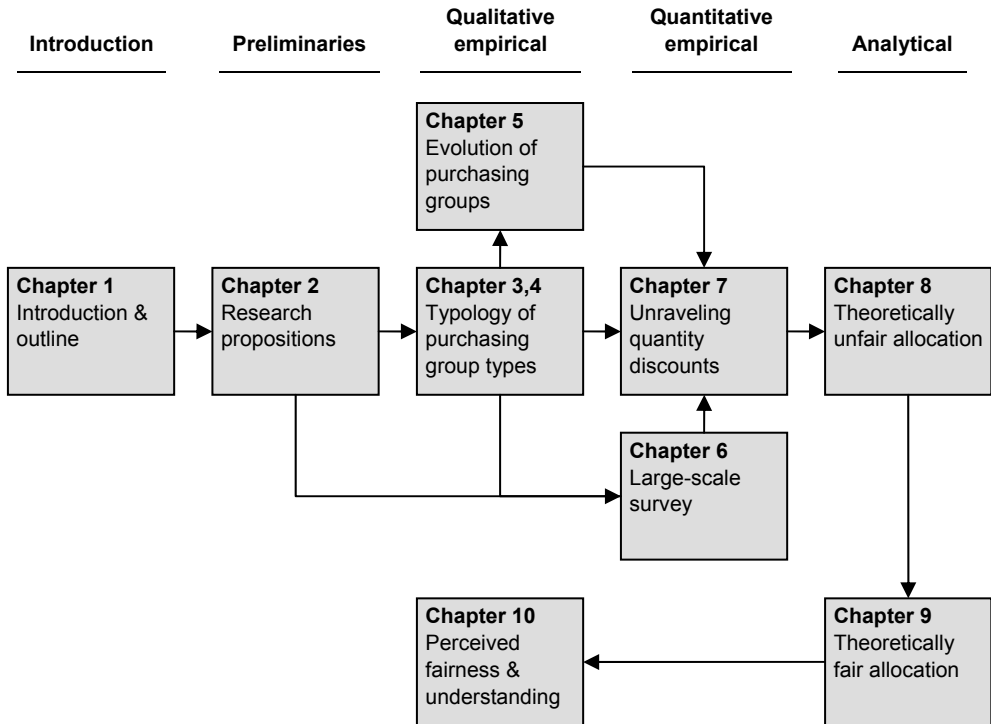 Introduction
Preliminaries
Qualitative
empirical
Quantitative
empirical
Analytical
Chapter 5
Evolution of
purchasing
groups
Chapter 1
Introduction &
outline
Chapter 2
Research
propositions
Chapter 3,4
Typology of
purchasing
group types
Chapter 7
Unraveling
quantity
discounts
Chapter 8
Theoretically
unfair allocation
Chapter 6
Large-scale
survey
Chapter 10
Perceived
fairness &
understanding
Chapter 9
Theoretically
fair allocation